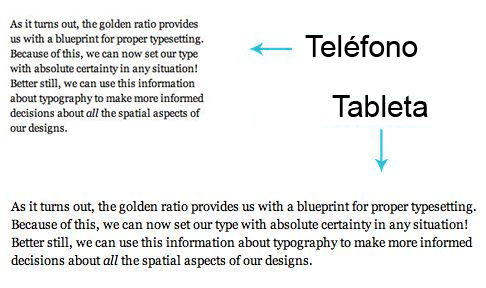 As it turns out, the golden ratio provides
us with a blueprint for proper typesetting.
Because of this, we can now set our type
with absolute certainty in any situation!
Better still, we can use this information
about typography to make more informed
decisions about all the spatial aspects of
our designs.
Teléfono
Tableta
As it turns out, the golden ratio provides us with a blueprint for proper typesetting.
Because of this, we can now set our type with absolute certainty in any situation!
Better still, we can use this information about typography to make more informed
decisions about all the spatial aspects of our designs.